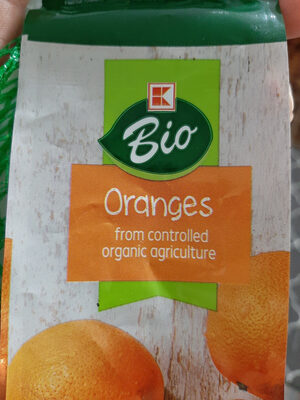 K
Bio
Oranges
from controlled
organic agriculture